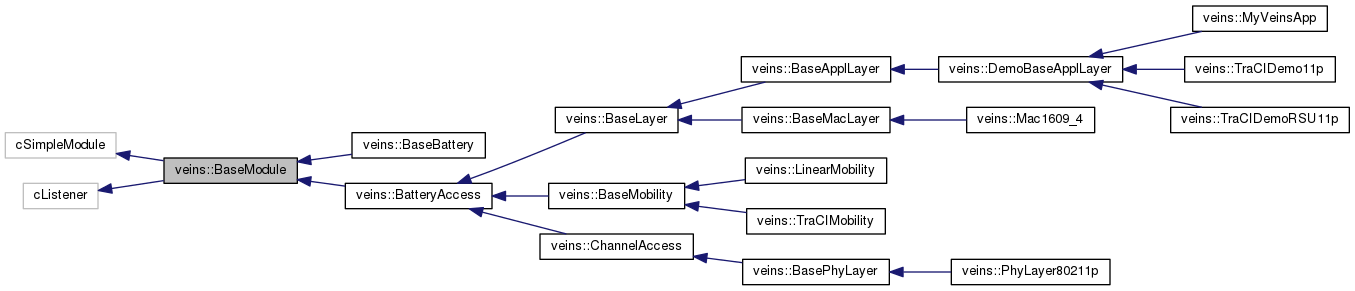 cSimpleModule
cListener
veins::BaseModule
veins::BaseBattery
veins::BatteryAccess
veins::BaseLayer
veins::BaseMobility
veins::ChannelAccess
veins::BaseApplLayer
veins::BaseMacLayer
veins::LinearMobility
veins::TraCIMobility
veins::BasePhyLayer
veins::DemoBaseApplLayer
veins::Mac1609_4
veins::PhyLayer80211p
veins::MyVeinsApp
veins::TraCIDemo11p
veins::TraCIDemoRSU11p